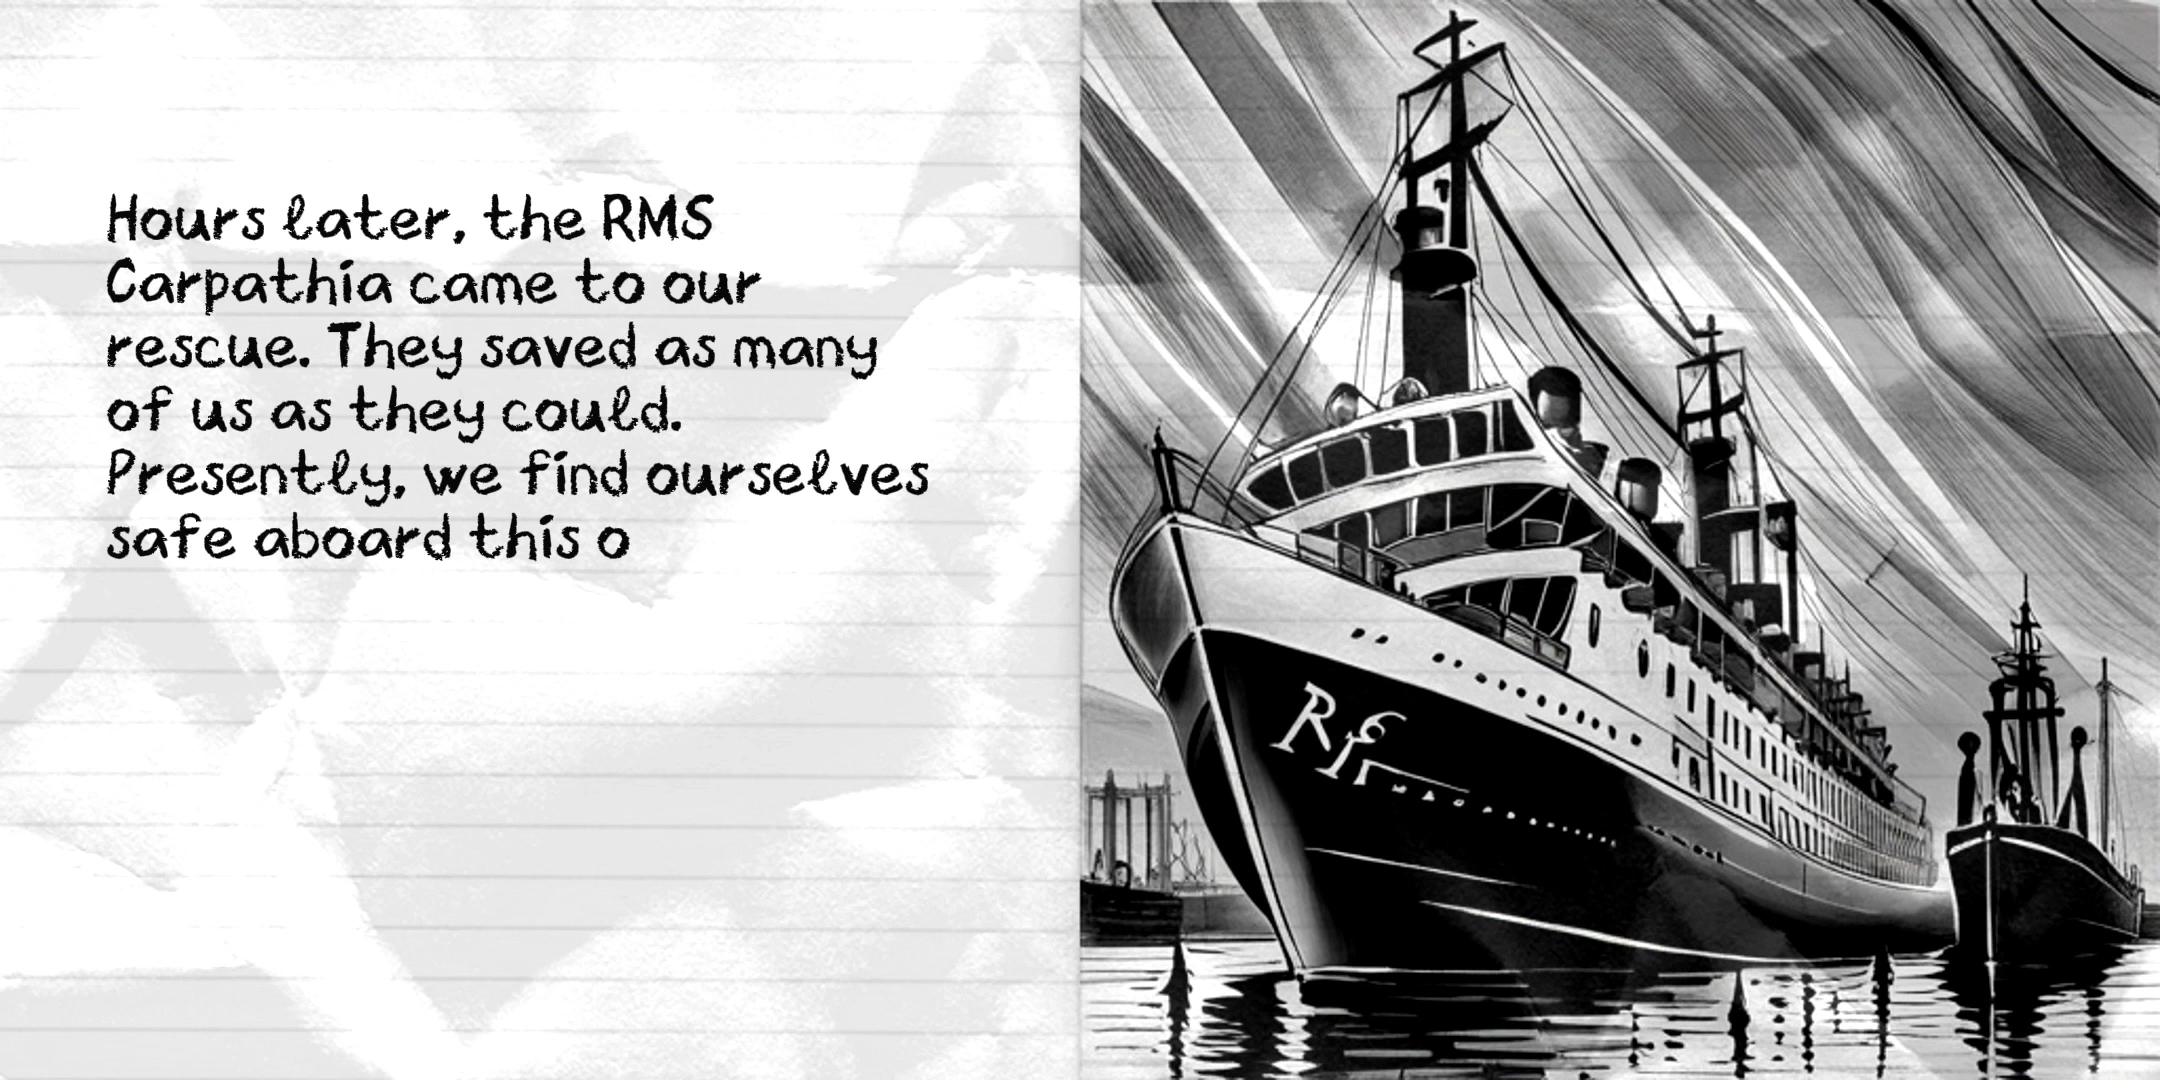 Hours later, the RMS
Carpathia came to our
rescue. They saved as many
of us as they could.
Presently, we find ourselves
safe aboard this o